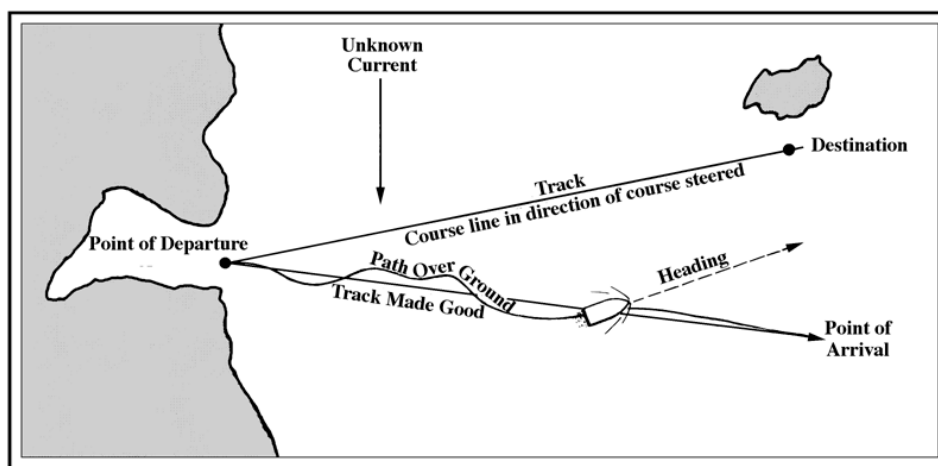 Unknown
Current
Destination
Track
Course line in direction of course steered
Point of Departure
Path Over Ground
Heading
Track Made Good
Point of
Arrival